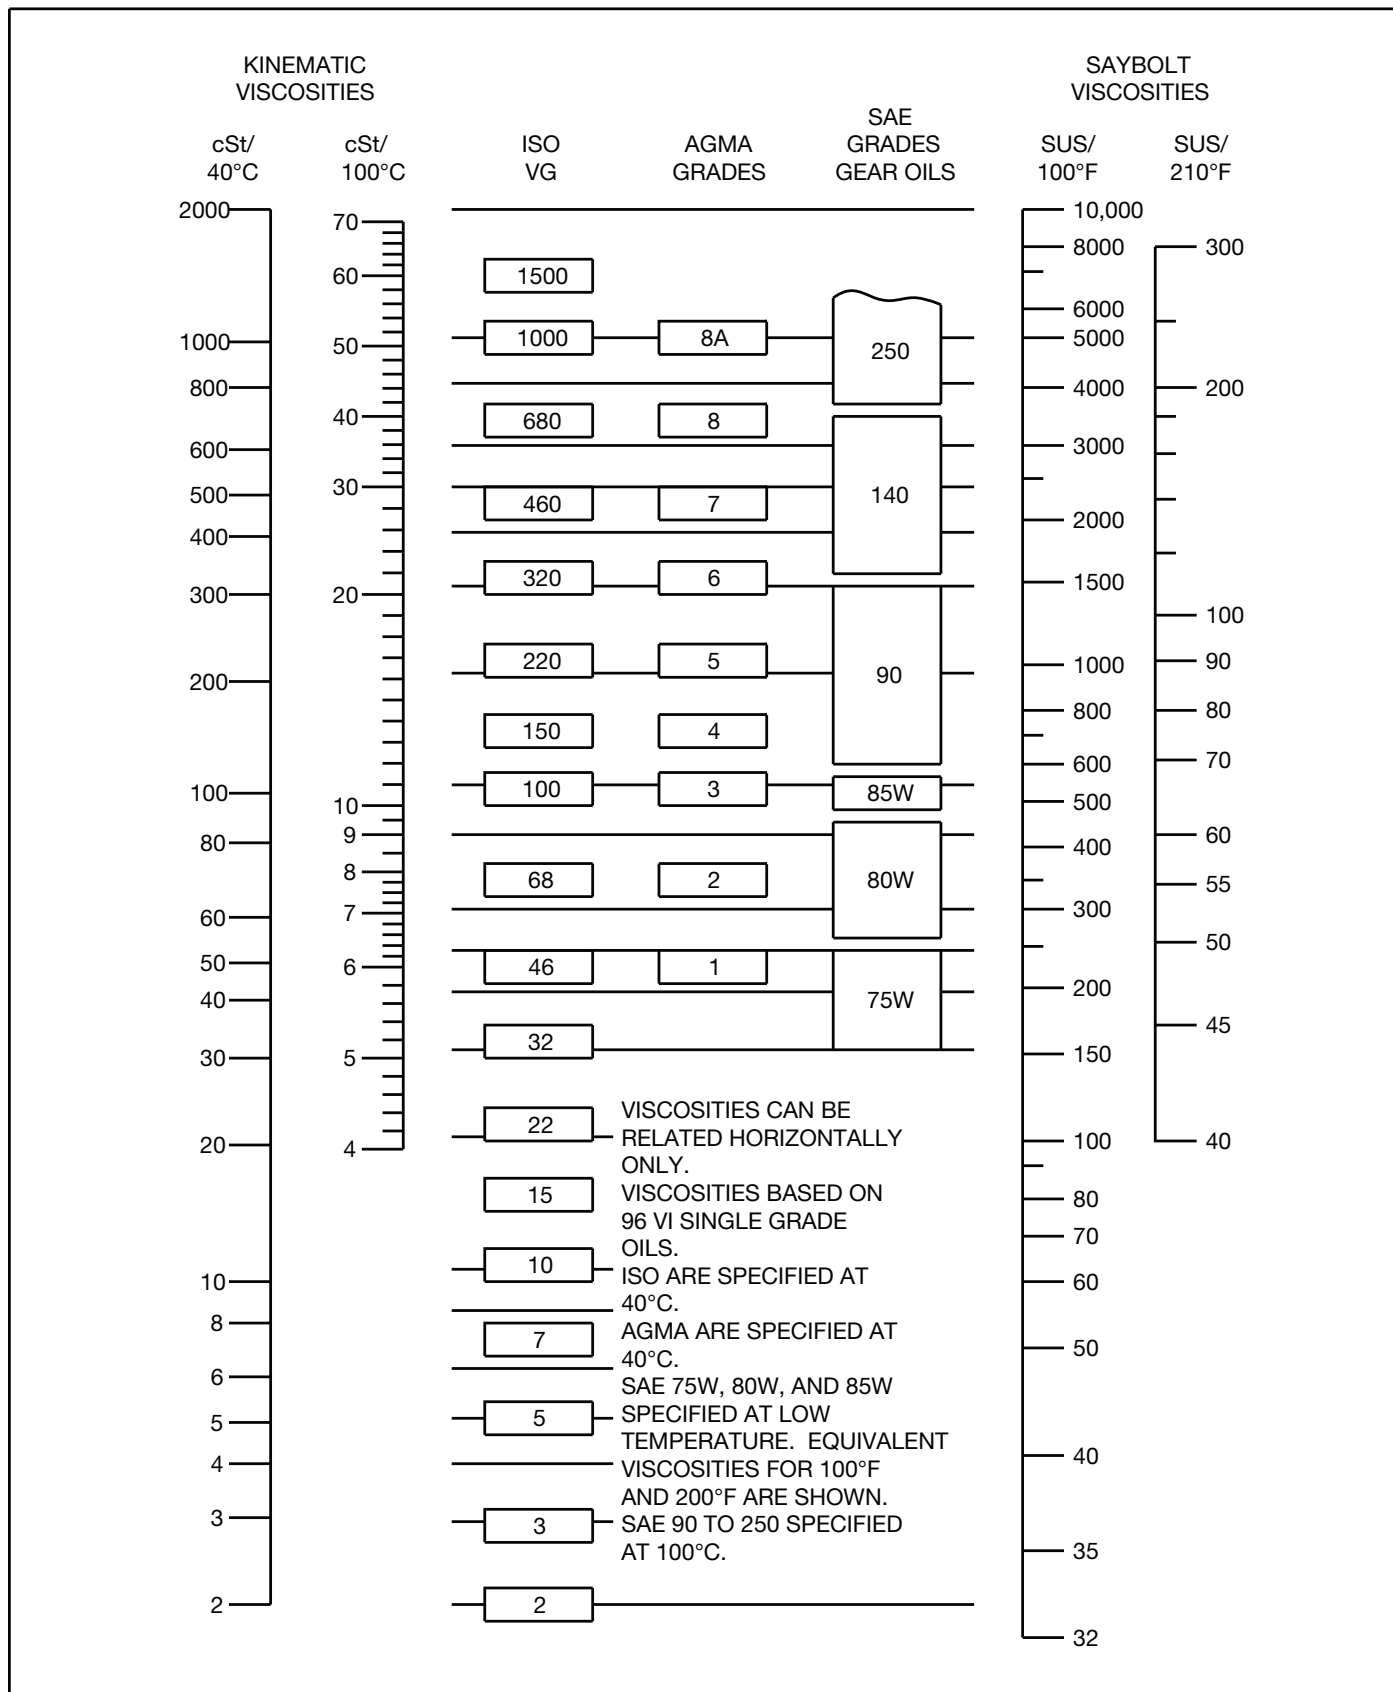 KINEMATIC
VISCOSITIES
SAYBOLT
VISCOSITIES
cSt/
40°C
cSt/
100°C
ISO
VG
AGMA
GRADES
SAE
GRADES
GEAR OILS
SUS/
100°F
SUS/
210°F
2000
1000
800
600
500
400
300
200
100
80
60
50
40
30
20
10
8
6
5
4
3
2
70
60
50
40
30
20
10
9
8
7
6
5
4
1500
1000
680
460
320
220
150
100
68
46
32
22
15
10
7
5
3
2
8A
8
7
6
5
4
3
2
1
250
140
90
85W
80W
75W
VISCOSITIES CAN BE
RELATED HORIZONTALLY
ONLY.
VISCOSITIES BASED ON
96 VI SINGLE GRADE
OILS.
ISO ARE SPECIFIED AT
40°C.
AGMA ARE SPECIFIED AT
40°C.
SAE 75W, 80W, AND 85W
SPECIFIED AT LOW
TEMPERATURE. EQUIVALENT
VISCOSITIES FOR 100°F
AND 200°F ARE SHOWN.
SAE 90 TO 250 SPECIFIED
AT 100°C.
10,000
8000
6000
5000
4000
3000
2000
1500
1000
800
600
500
400
300
200
150
100
80
70
60
50
40
35
32
300
200
100
90
80
70
60
55
50
45
40